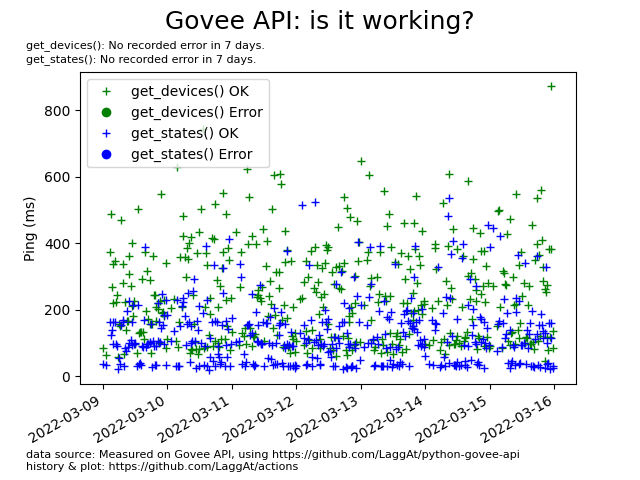 Govee API: is it working?
get_devices(): No recorded error in 7 days.
get_states(): No recorded error in 7 days.
get_devices() OK
get_devices() Error
get_states() OK
get_states() Error
Ping (ms)
800
600
400
200
0
2022-03-09
2022-03-10
2022-03-11
2022-03-12
2022-03-13
2022-03-14
2022-03-15
2022-03-16
data source: Measured on Govee API, using https://github.com/LaggAt/python-govee-api
history & plot: https://github.com/LaggAt/actions